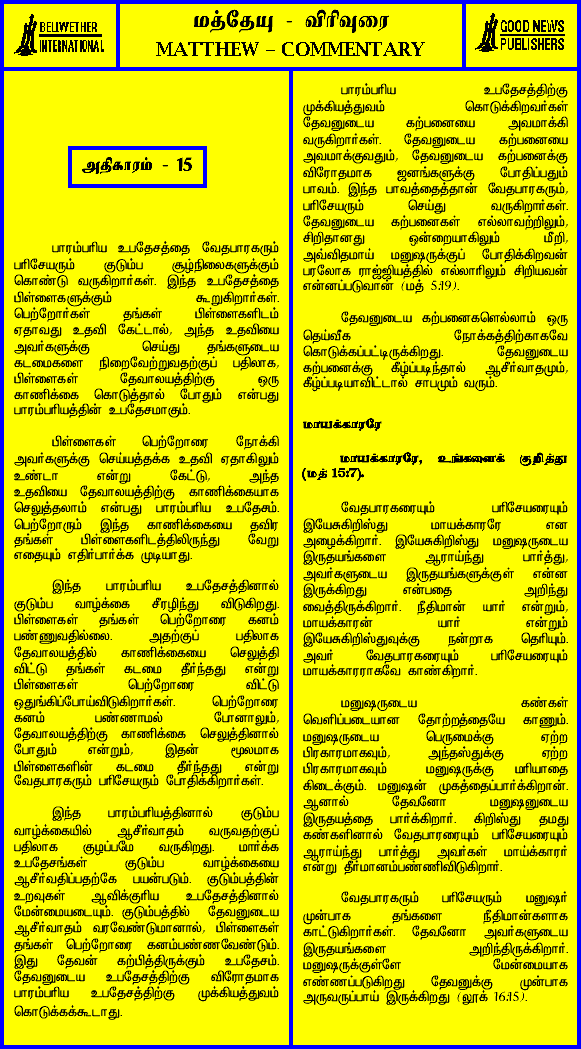 BELIWETHER
INTERNATIONAL
மத்தேயு - விரிவுரை
MATTHEW – COMMENTARY
GOOD NEWS
PUBLISHERS
அதிகாரம் - 15
பாரம்பரிய உபதேசத்தை வேதபாரகரும்
பரிசேயரும் குடும்ப சூழ்நிலைகளுக்கும்
கொண்டு வருகிறார்கள். இந்த உபதேசத்தை
பிள்ளைகளுக்கும் கூறுகிறார்கள்.
பெற்றோர்கள் தங்கள் பிள்ளைகளிடம்
ஏதாவது உதவி கேட்டால், அந்த உதவியை
அவர்களுக்கு செய்து தங்களுடைய
கடமைகளை நிறைவேற்றுவதற்குப் பதிலாக,
பிள்ளைகள் தேவாலயத்திற்கு ஒரு
காணிக்கை கொடுத்தால் போதும் என்பது
பாரம்பரியத்தின் உபதேசமாகும்.
பிள்ளைகள் பெற்றோரை நோக்கி
அவர்களுக்கு செய்யத்தக்க உதவி ஏதாகிலும்
உண்டா என்று கேட்டு, அந்த
உதவியை தேவாலயத்திற்கு காணிக்கையாக
செலுத்தலாம் என்பது பாரம்பரிய உபதேசம்.
பெற்றோரும் இந்த காணிக்கையை தவிர
தங்கள் பிள்ளைகளிடத்திலிருந்து வேறு
எதையும் எதிர்பார்க்க முடியாது.
இந்த பாரம்பரிய உபதேசத்தினால்
குடும்ப வாழ்க்கை சீரழிந்து விடுகிறது.
பிள்ளைகள் தங்கள் பெற்றோரை கனம்
பண்ணுவதில்லை. அதற்குப் பதிலாக
தேவாலயத்தில் காணிக்கையை செலுத்தி
விட்டு தங்கள் கடமை தீர்ந்தது என்று
பிள்ளைகள் பெற்றோரை விட்டு
ஒதுங்கிப்போய்விடுகிறார்கள். பெற்றோரை
கனம் பண்ணாமல் போனாலும்,
தேவாலயத்திற்கு காணிக்கை செலுத்தினால்
போதும் என்றும், இதன் மூலமாக
பிள்ளைகளின் கடமை தீர்ந்தது என்று
வேதபாரகரும் பரிசேயரும் போதிக்கிறார்கள்.
இந்த பாரம்பரியத்தினால் குடும்ப
வாழ்க்கையில் ஆசீர்வாதம் வருவதற்குப்
பதிலாக குழப்பமே வருகிறது. மார்க்க
உபதேசங்கள் குடும்ப வாழ்க்கையை
ஆசீர்வதிப்பதற்கே பயன்படும். குடும்பத்தின்
உறவுகள் ஆவிக்குரிய உபதேசத்தினால்
மேன்மையடையும். குடும்பத்தில் தேவனுடைய
ஆசீர்வாதம் வரவேண்டுமானால், பிள்ளைகள்
தங்கள் பெற்றோரை கனம்பண்ணவேண்டும்.
இது தேவன் கற்பித்திருக்கும் உபதேசம்.
தேவனுடைய உபதேசத்திற்கு விரோதமாக
பாரம்பரிய உபதேசத்திற்கு முக்கியத்துவம்
கொடுக்கக்கூடாது.
பாரம்பரிய உபதேசத்திற்கு
முக்கியத்துவம் கொடுக்கிறவர்கள்
தேவனுடைய கற்பனையை அவமாக்கி
வருகிறார்கள். தேவனுடைய கற்பனையை
அவமாக்குவதும், தேவனுடைய கற்பனைக்கு
விரோதமாக ஜனங்களுக்கு போதிப்பதும்
பாவம். இந்த பாவத்தைத்தான் வேதபாரகரும்,
பரிசேயரும் செய்து வருகிறார்கள்.
தேவனுடைய கற்பனைகள் எல்லாவற்றிலும்,
சிறிதானது ஒன்றையாகிலும் மீறி,
அவ்விதமாய் மனுஷருக்குப் போதிக்கிறவன்
பரலோக ராஜ்ஜியத்தில் எல்லாரிலும் சிறியவன்
என்னப்படுவான் (மத் 5:19).
தேவனுடைய கற்பனைகளெல்லாம் ஒரு
தெய்வீக நோக்கத்திற்காகவே
கொடுக்கப்பட்டிருக்கிறது. தேவனுடைய
கற்பனைக்கு கீழ்ப்படிந்தால் ஆசீர்வாதமும்,
கீழ்ப்படியாவிட்டால் சாபமும் வரும்.
மாயக்காரரே
மாயக்காரரே, உங்களைக் குறித்து
(மத் 15:7).
வேதபாரகரையும் பரிசேயரையும்
இயேசுகிறிஸ்து மாயக்காரரே என
அழைக்கிறார். இயேசுகிறிஸ்து மனுஷருடைய
இருதயங்களை ஆராய்ந்து பார்த்து,
அவர்களுடைய இருதயங்களுக்குள் என்ன
இருக்கிறது என்பதை அறிந்து
வைத்திருக்கிறார். நீதிமான் யார் என்றும்,
மாயக்காரன் யார் என்றும்
இயேசுகிறிஸ்துவுக்கு நன்றாக தெரியும்.
அவர் வேதபாரகரையும் பரிசேயரையும்
மாயக்காரராகவே காண்கிறார்.
மனுஷருடைய கண்கள்
வெளிப்படையான தோற்றத்தையே காணும்.
மனுஷருடைய பெருமைக்கு ஏற்ற
பிரகாரமாகவும், அந்தஸ்துக்கு ஏற்ற
பிரகாரமாகவும் மனுஷருக்கு மரியாதை
கிடைக்கும். மனுஷன் முகத்தைப்பார்க்கிறான்.
ஆனால் தேவனோ மனுஷனுடைய
இருதயத்தை பார்க்கிறார். கிறிஸ்து தமது
கண்களினால் வேதபாரரையும் பரிசேயரையும்
ஆராய்ந்து பார்த்து அவர்கள் மாய்க்காரர்
என்று தீர்மானம்பண்ணிவிடுகிறார்.
வேதபாரகரும் பரிசேயரும் மனுஷர்
முன்பாக தங்களை நீதிமான்களாக
காட்டுகிறார்கள். தேவனோ அவர்களுடைய
இருதயங்களை அறிந்திருக்கிறார்.
மனுஷருக்குள்ளே மேன்மையாக
எண்ணப்படுகிறது தேவனுக்கு முன்பாக
அருவருப்பாய் இருக்கிறது (லூக் 16:15).